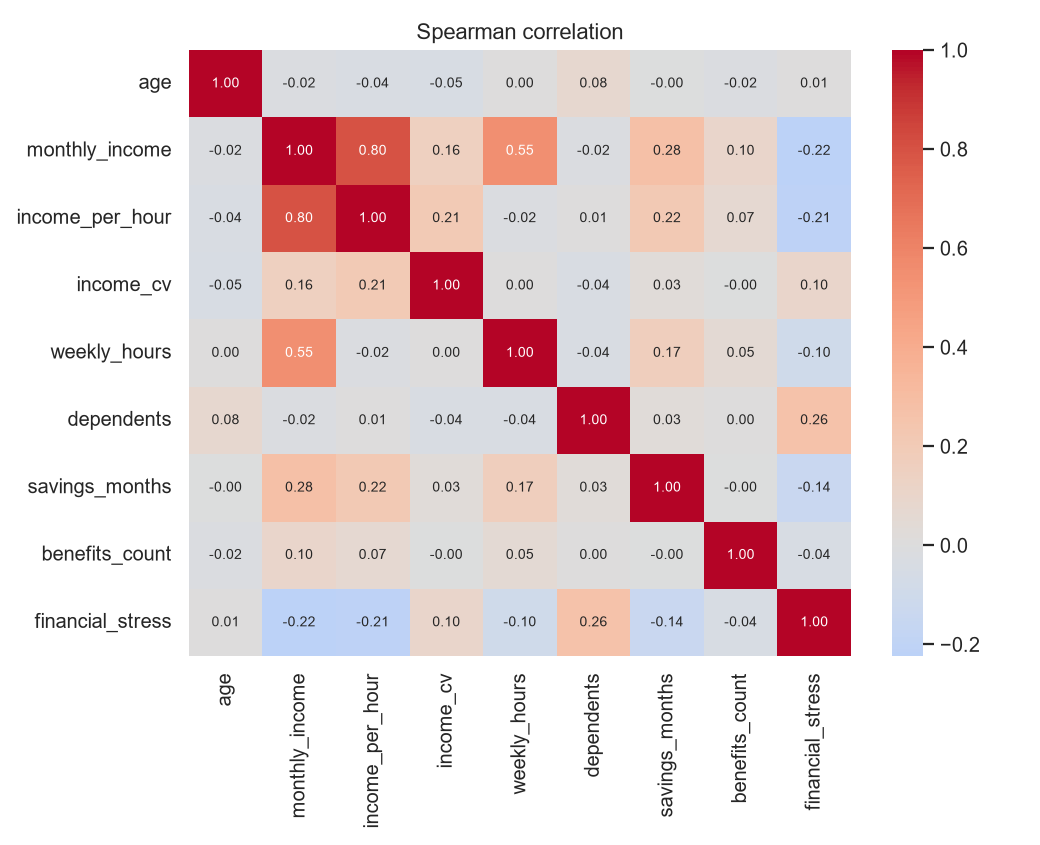 Spearman correlation
age 1.00 -0.02 -0.04 -0.05 0.00 0.08 -0.00 -0.02 0.01
monthly_income -0.02 1.00 0.80 0.16 0.55 -0.02 0.28 0.10 -0.22
income_per_hour -0.04 0.80 1.00 0.21 -0.02 0.01 0.22 0.07 -0.21
income_cv -0.05 0.16 0.21 1.00 0.00 -0.04 0.03 -0.00 0.10
weekly_hours 0.00 0.55 -0.02 0.00 1.00 -0.04 0.17 0.05 -0.10
dependents 0.08 -0.02 0.01 -0.04 -0.04 1.00 0.03 0.00 0.26
savings_months -0.00 0.28 0.22 0.03 0.17 0.03 1.00 -0.00 -0.14
benefits_count -0.02 0.10 0.07 -0.00 0.05 0.00 -0.00 1.00 -0.04
financial_stress 0.01 -0.22 -0.21 0.10 -0.10 0.26 -0.14 -0.04 1.00
age
monthly_income
income_per_hour
income_cv
weekly_hours
dependents
savings_months
benefits_count
financial_stress
1.0
0.8
0.6
0.4
0.2
0.0
−0.2